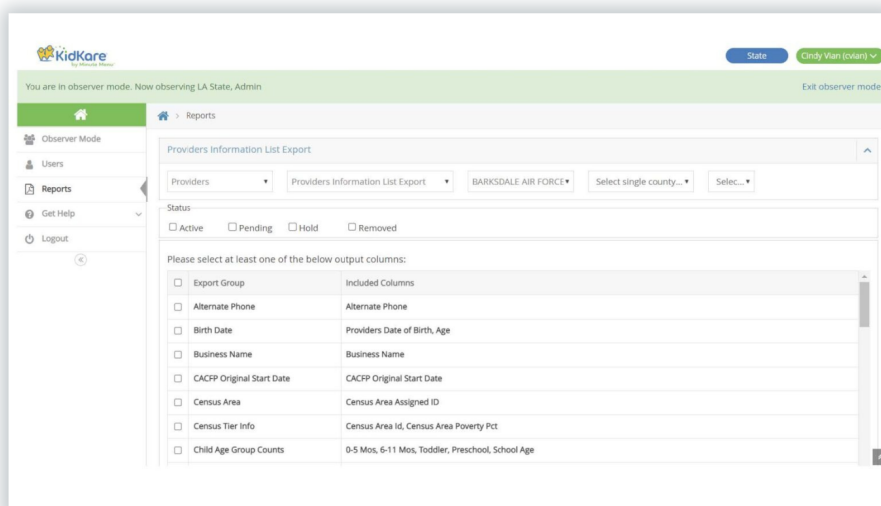 KidKare
by Minute Menu
State
Cindy Vian (cvian)
You are in observer mode. Now observing LA State, Admin
Exit observer mode
> Reports
Observer Mode
Users
Reports
Get Help
Logout
Providers Information List Export
Providers
Providers Information List Export
BARKSDALE AIR FORCE
Select single county...
Selec...
Status
Active
Pending
Hold
Removed
Please select at least one of the below output columns:
Export Group
Included Columns
Alternate Phone
Alternate Phone
Birth Date
Providers Date of Birth, Age
Business Name
Business Name
CACFP Original Start Date
CACFP Original Start Date
Census Area
Census Area Assigned ID
Census Tier Info
Census Area Id, Census Area Poverty Pct
Child Age Group Counts
0-5 Mos, 6-11 Mos, Toddler, Preschool, School Age